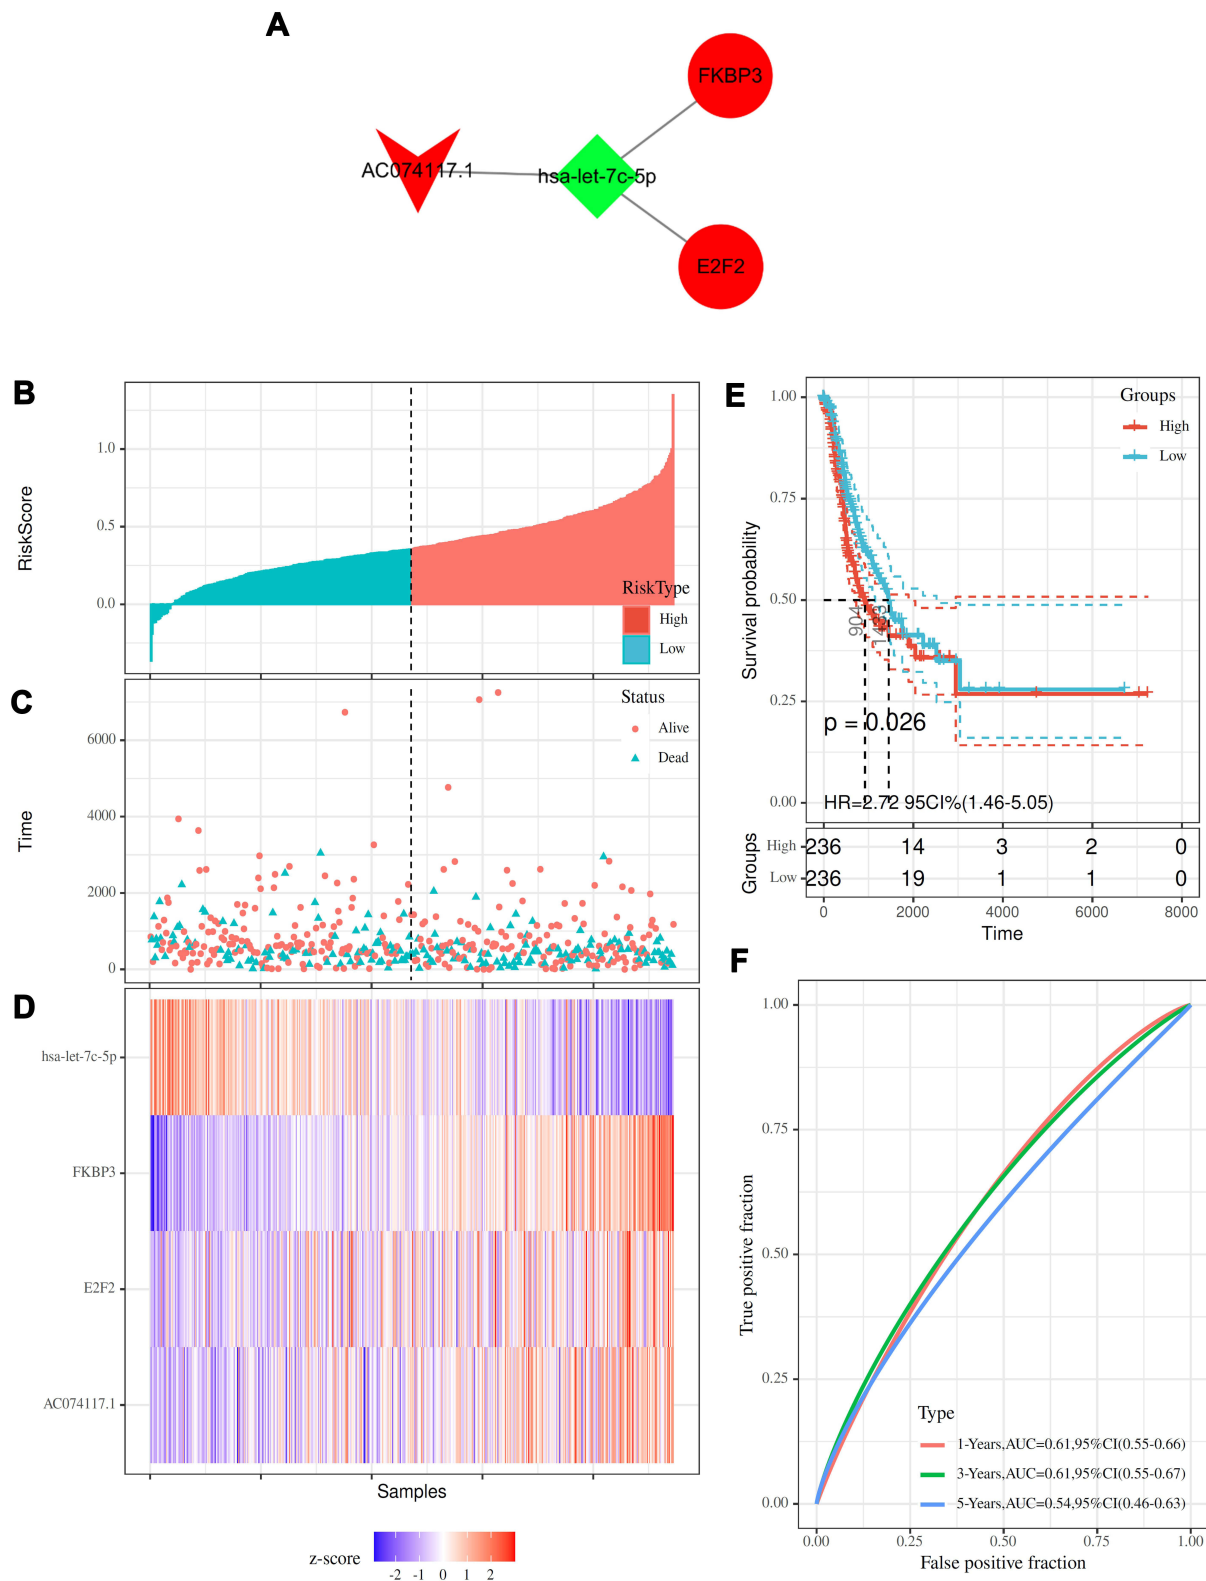 A
FKBP3
AC074117.1
hsa-let-7c-5p
E2F2
B
RiskScore
1.0
0.5
0.0
RiskType
High
Low
C
Time
6000
4000
2000
0
Status
Alive
Dead
D
hsa-let-7c-5p
FKBP3
E2F2
AC074117.1
Samples
z-score
-2 -1 0 1 2
E
Survival probability
1.00
0.75
0.50
0.25
0.00
Groups
High
Low
904
p = 0.026
HR=2.72 95CI%(1.46-5.05)
Groups
High 236 14 3 2 0
Low 236 19 1 1 0
0 2000 4000 6000 8000
Time
F
True positive fraction
1.00
0.75
0.50
0.25
0.00
Type
1-Years,AUC=0.61,95%CI(0.55-0.66)
3-Years,AUC=0.61,95%CI(0.55-0.67)
5-Years,AUC=0.54,95%CI(0.46-0.63)
0.00 0.25 0.50 0.75 1.00
False positive fraction